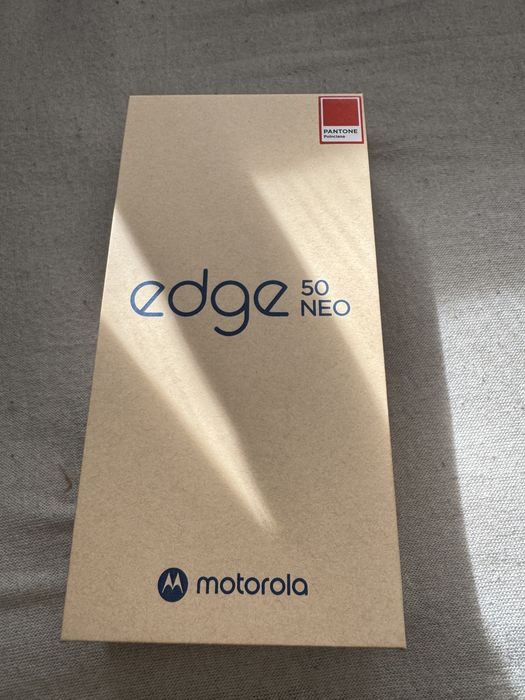 PANTONE
Poinciana
edge 50
NEO
motorola